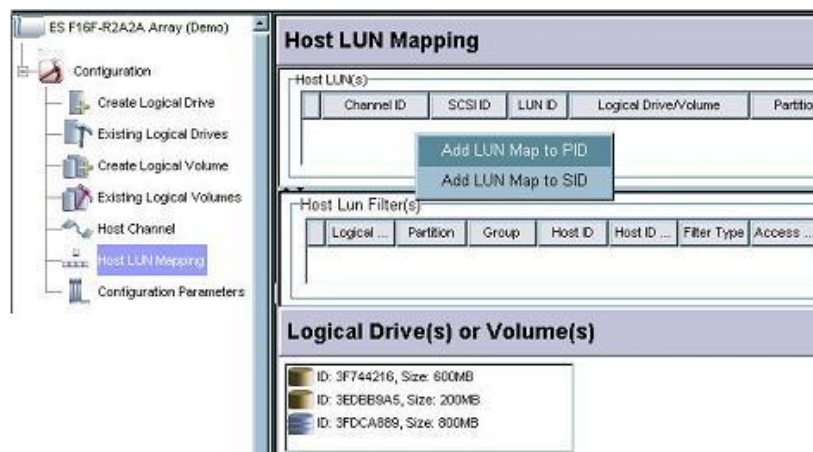 ES F16F-R2A2A Array (Demo)
Configuration
Create Logical Drive
Existing Logical Drives
Create Logical Volume
Existing Logical Volumes
Host Channel
Host LUN Mapping
Configuration Parameters
Host LUN Mapping
Host LUN(s)
Channel ID SCSI ID LUN ID Logical Drive/Volume Partitio
Add LUN Map to PID
Add LUN Map to SID
Host Lun Filter(s)
Logical ... Partition Group Host ID Host ID ... Filter Type Access ...
Logical Drive(s) or Volume(s)
ID: 3F744216, Size: 600MB
ID: 3EDBB9A5, Size: 200MB
ID: 3FDCA889, Size: 800MB